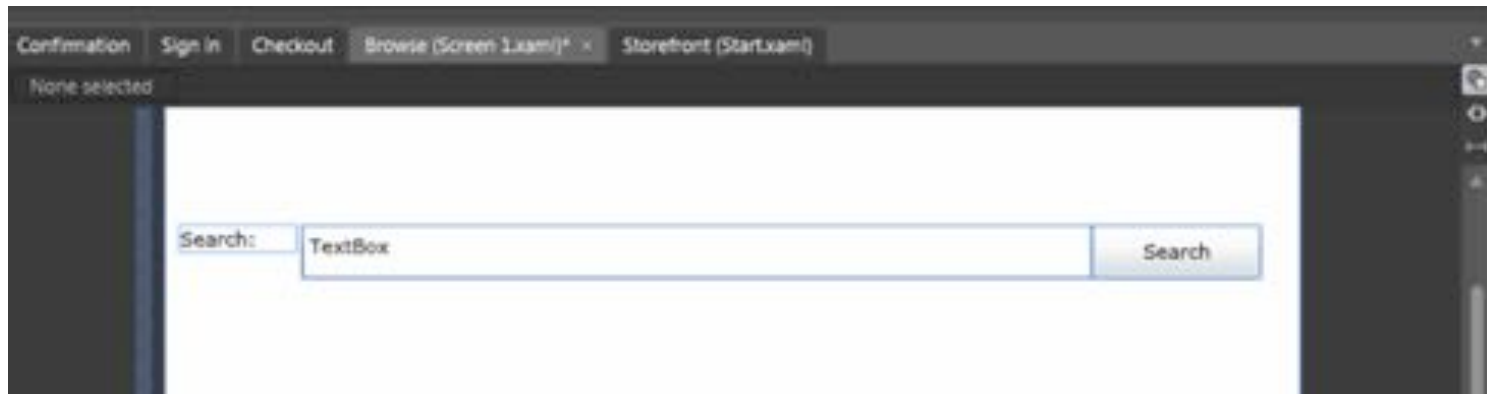 Confirmation Sign In Checkout Browse (Screen 1.xaml)* × Storefront (Start.xaml)
None selected
Search: TextBox Search